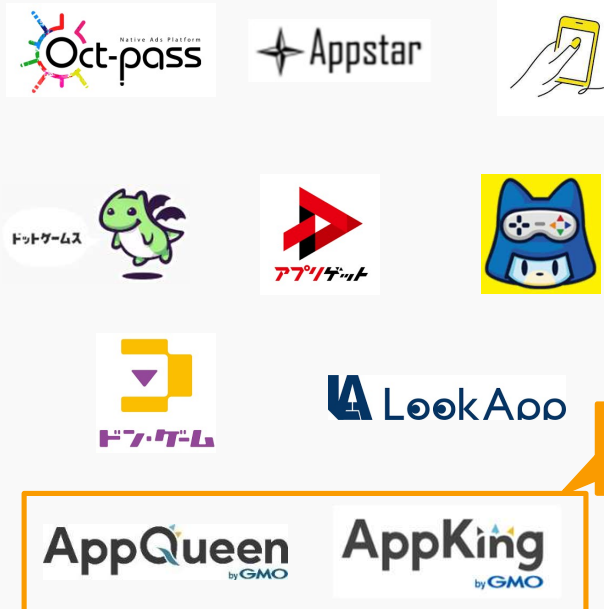 Native Ads Platform
Oct-pass
Appstar
ドットゲームス
アプリゲット
ドン・ゲーム
LA LookApp
AppQueen
by GMO
AppKing
by GMO